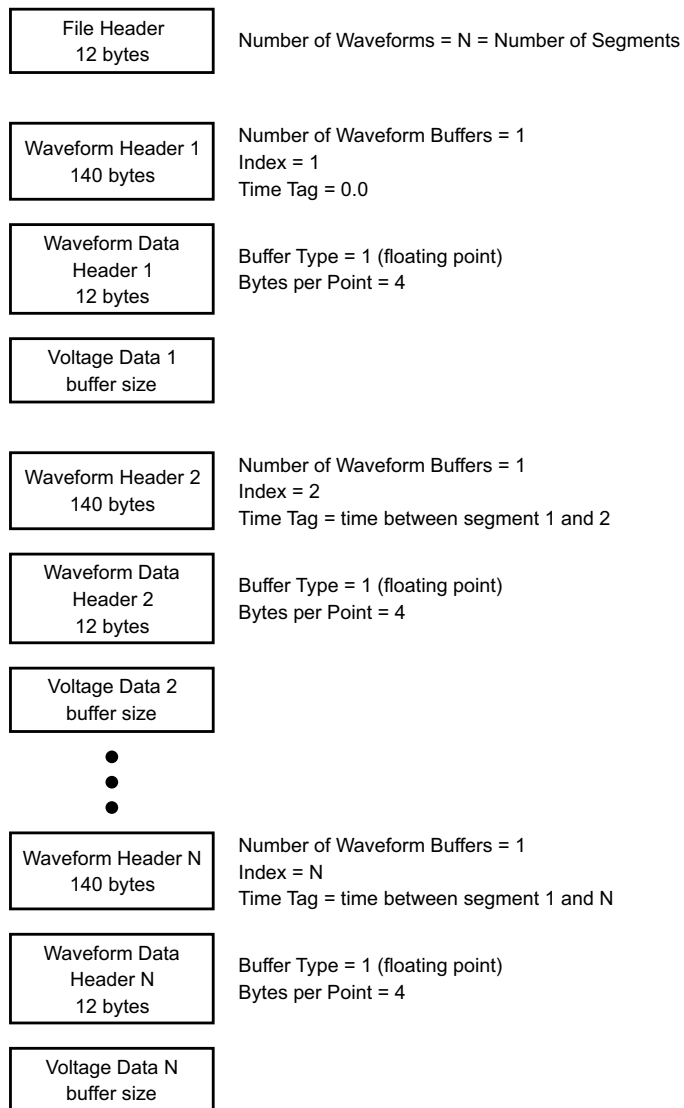 File Header
12 bytes
Number of Waveforms = N = Number of Segments
Waveform Header 1
140 bytes
Number of Waveform Buffers = 1
Index = 1
Time Tag = 0.0
Waveform Data
Header 1
12 bytes
Buffer Type = 1 (floating point)
Bytes per Point = 4
Voltage Data 1
buffer size
Waveform Header 2
140 bytes
Number of Waveform Buffers = 1
Index = 2
Time Tag = time between segment 1 and 2
Waveform Data
Header 2
12 bytes
Buffer Type = 1 (floating point)
Bytes per Point = 4
Voltage Data 2
buffer size
Waveform Header N
140 bytes
Number of Waveform Buffers = 1
Index = N
Time Tag = time between segment 1 and N
Waveform Data
Header N
12 bytes
Buffer Type = 1 (floating point)
Bytes per Point = 4
Voltage Data N
buffer size